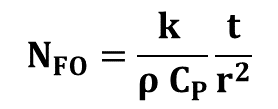 N_FO = k/(ρ C_P) t/r²